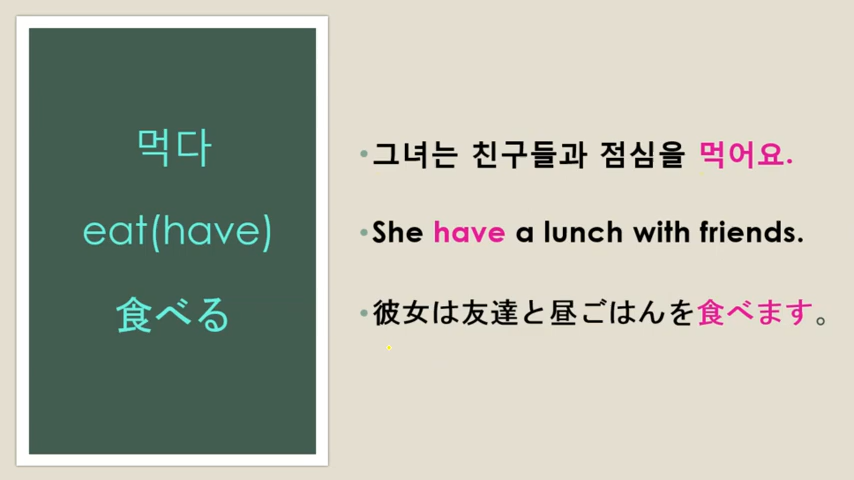 먹다
eat(have)
食べる
•그녀는 친구들과 점심을 먹어요.
•She have a lunch with friends.
•彼女は友達と昼ごはんを食べます。